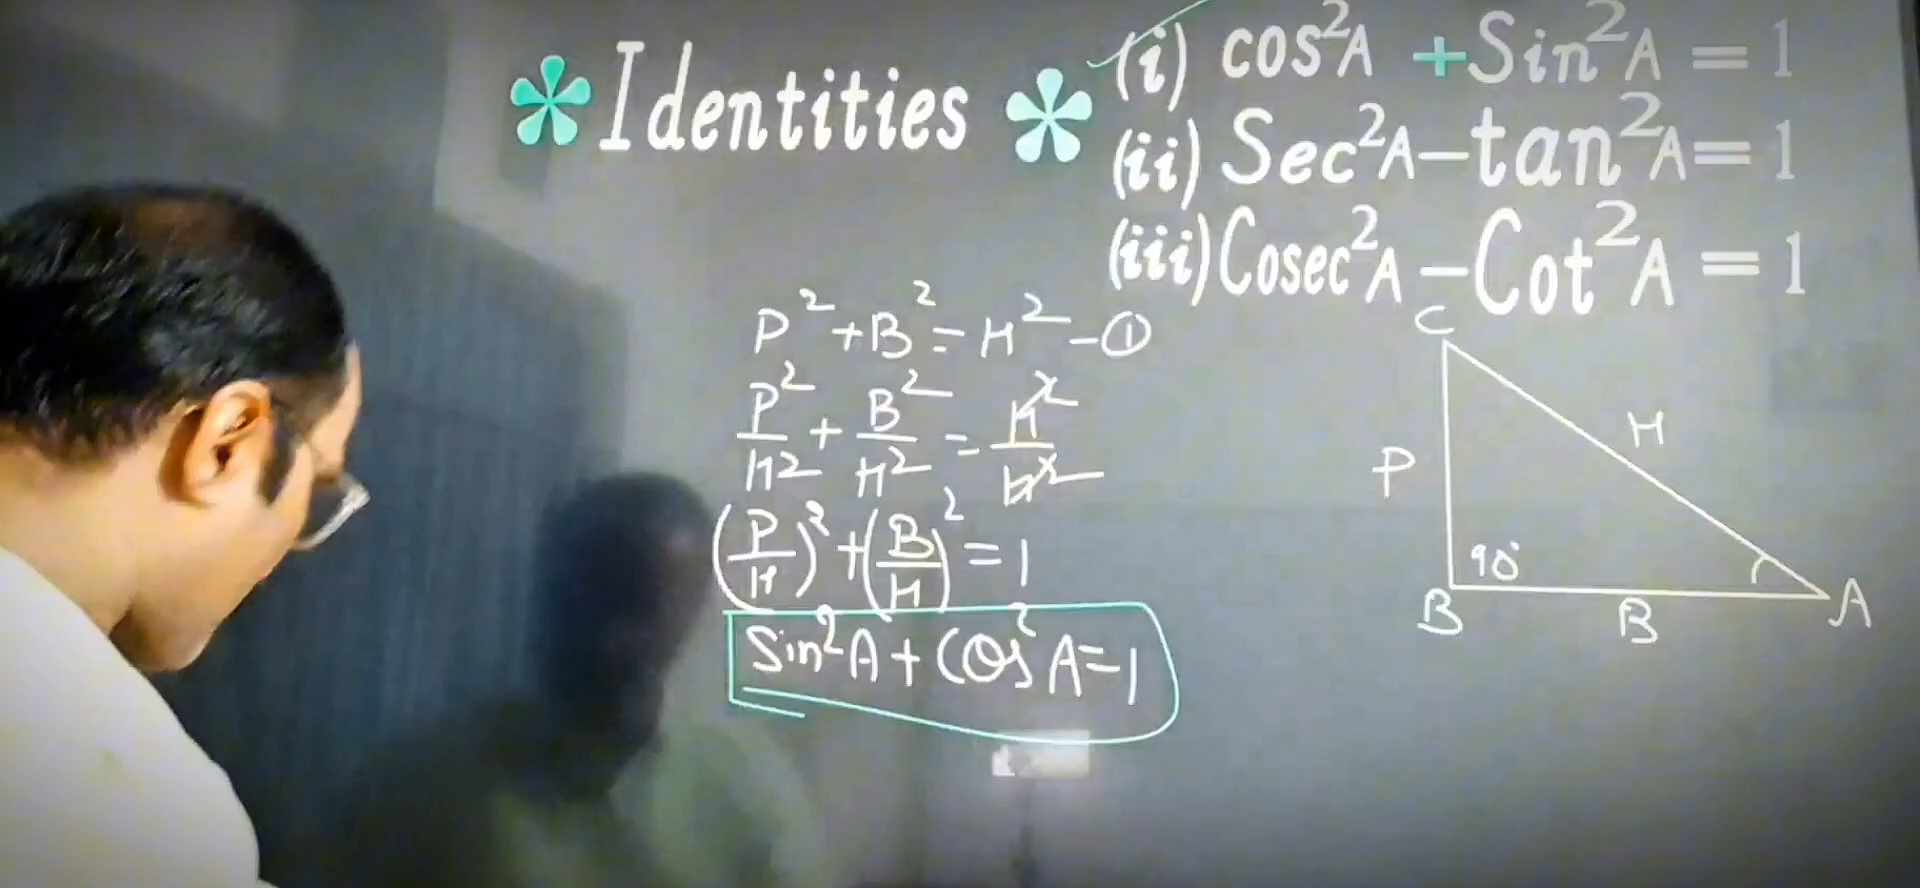 * Identities *
(i) cos²A + Sin²A = 1
(ii) Sec²A – tan²A = 1
(iii) Cosec²A – Cot²A = 1
P² + B² = H² – ①
P²/H² + B²/H² = H²/H²
(P/H)² + (B/H)² = 1
Sin²A + Cos²A = 1
C
H
P
90°
B
B
A